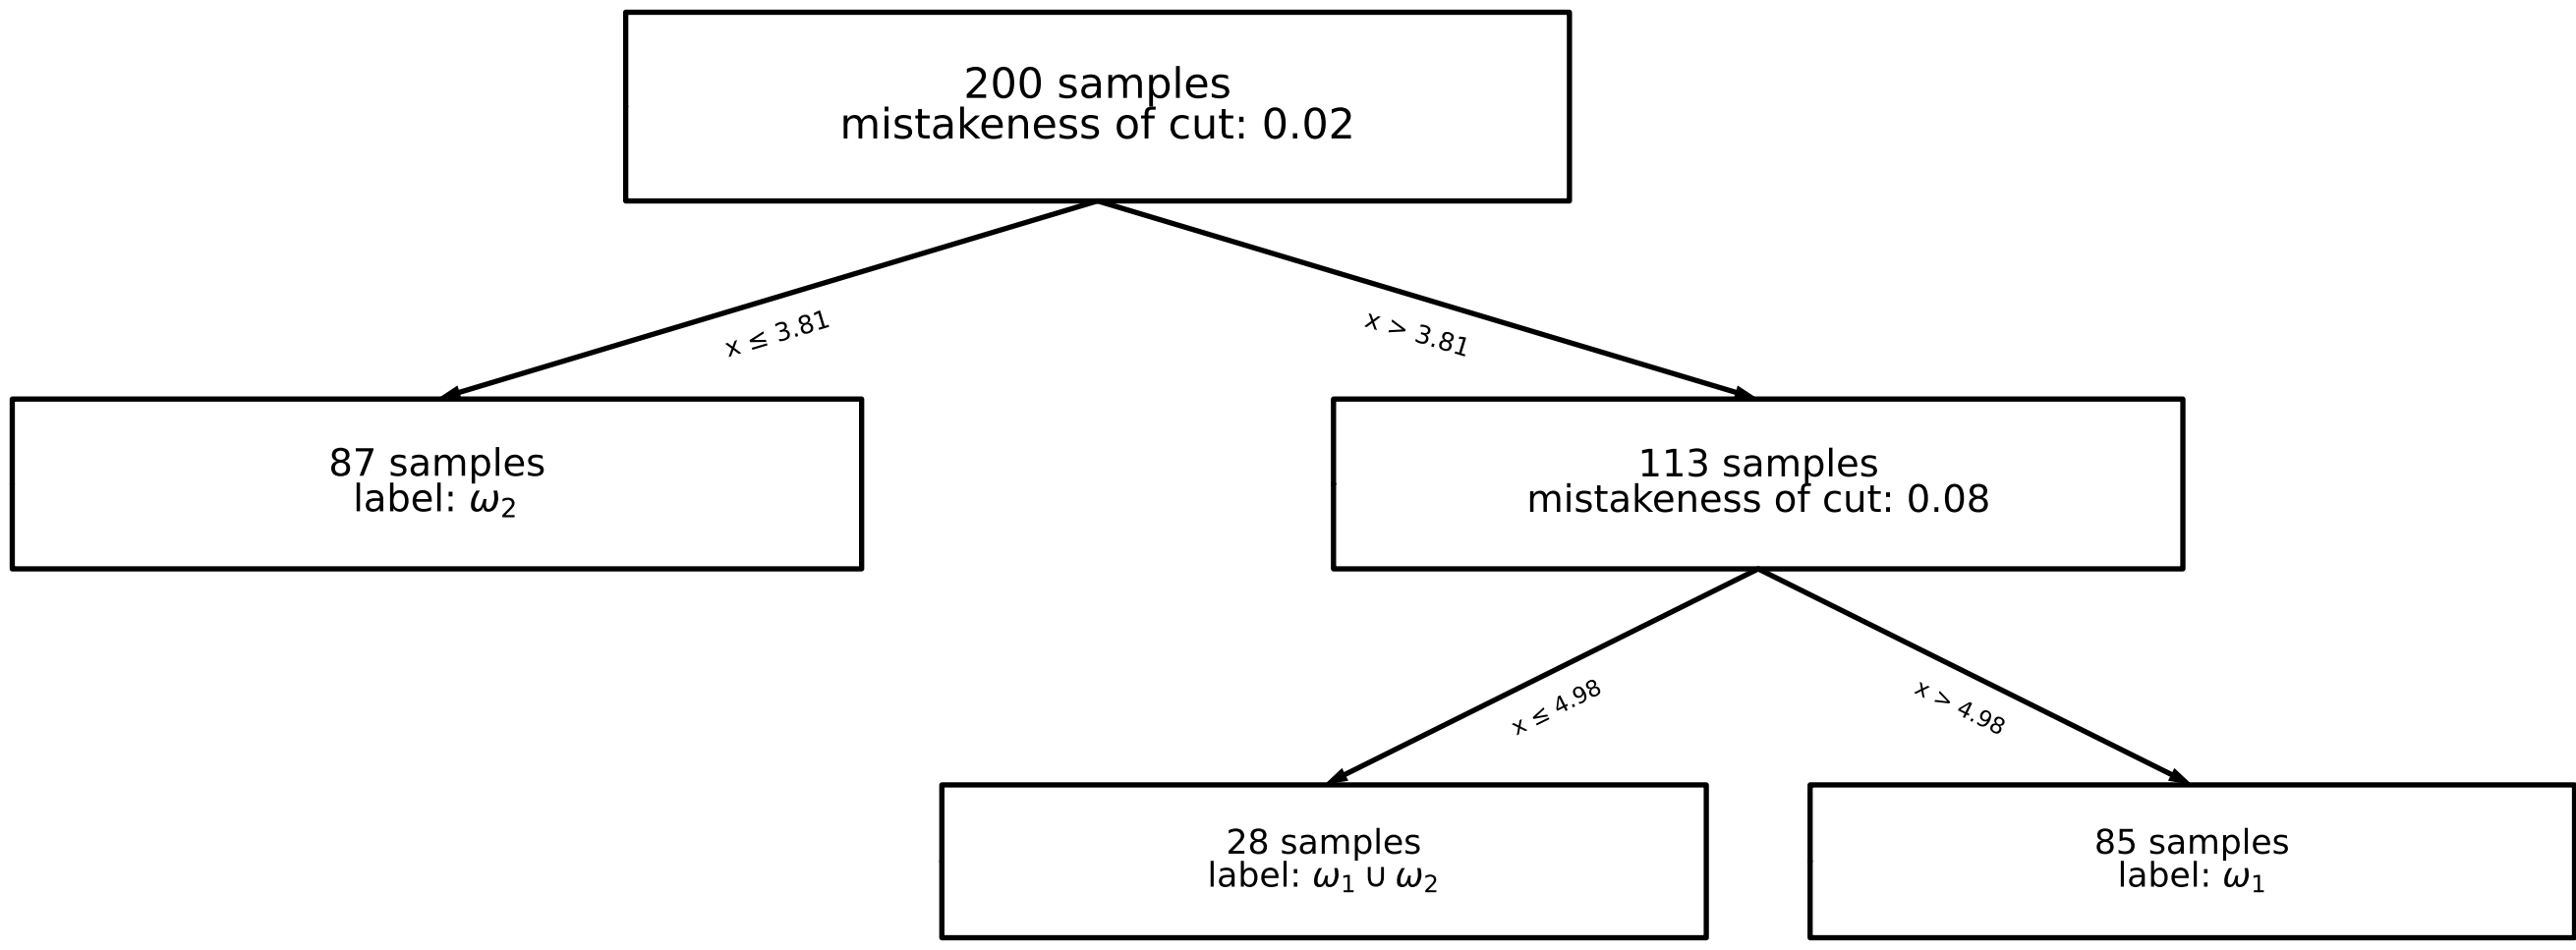 200 samples
mistakeness of cut: 0.02
x ≤ 3.81
x > 3.81
87 samples
label: ω₂
113 samples
mistakeness of cut: 0.08
x ≤ 4.98
x > 4.98
28 samples
label: ω₁ ∪ ω₂
85 samples
label: ω₁